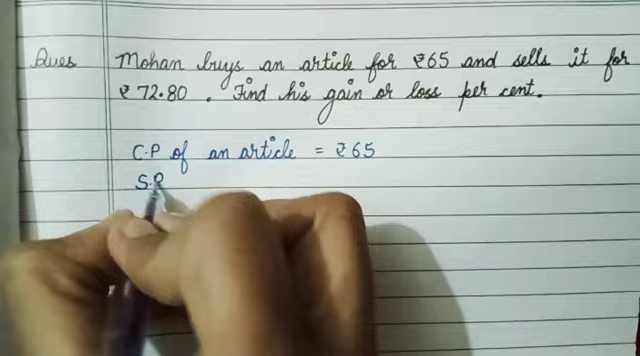 Ques Mohan buys an article for ₹65 and sells it for
₹72.80. Find his gain or loss per cent.
C.P of an article = ₹65
S.P